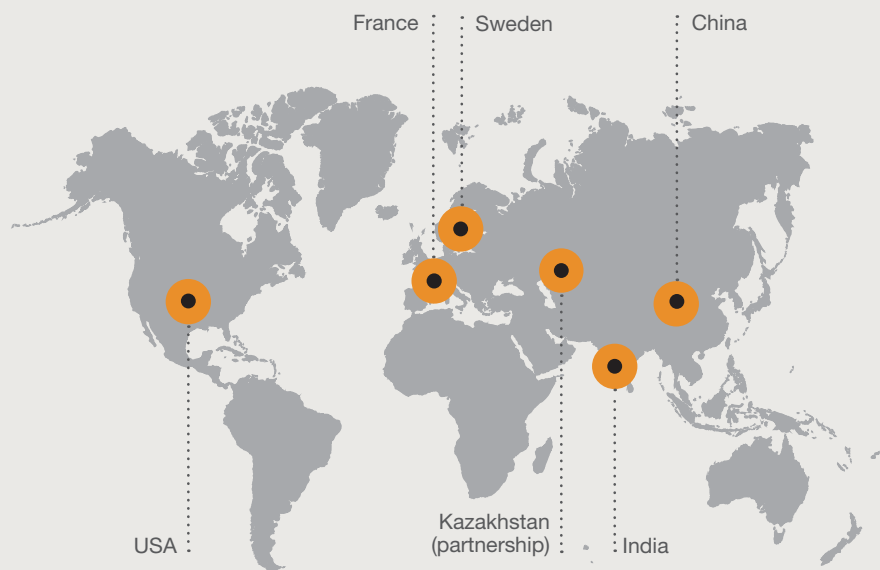 France
Sweden
China
USA
Kazakhstan
(partnership)
India